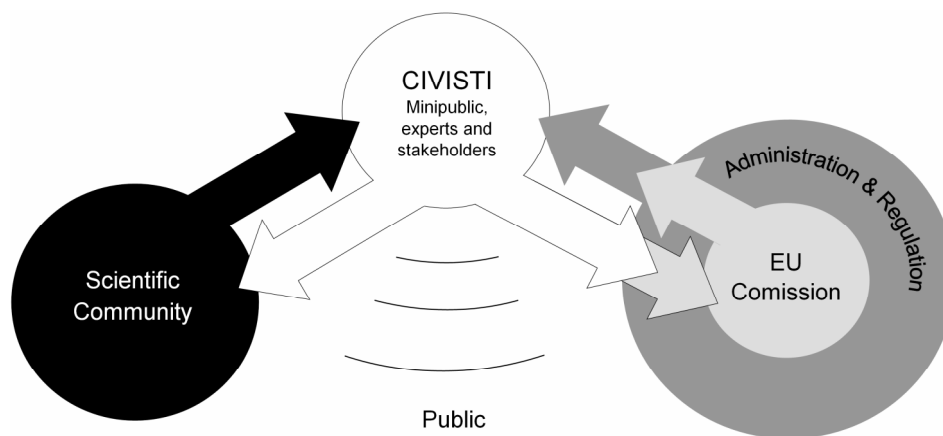 CIVISTI
Minipublic,
experts and
stakeholders
Administration & Regulation
Scientific
Community
EU
Comission
Public